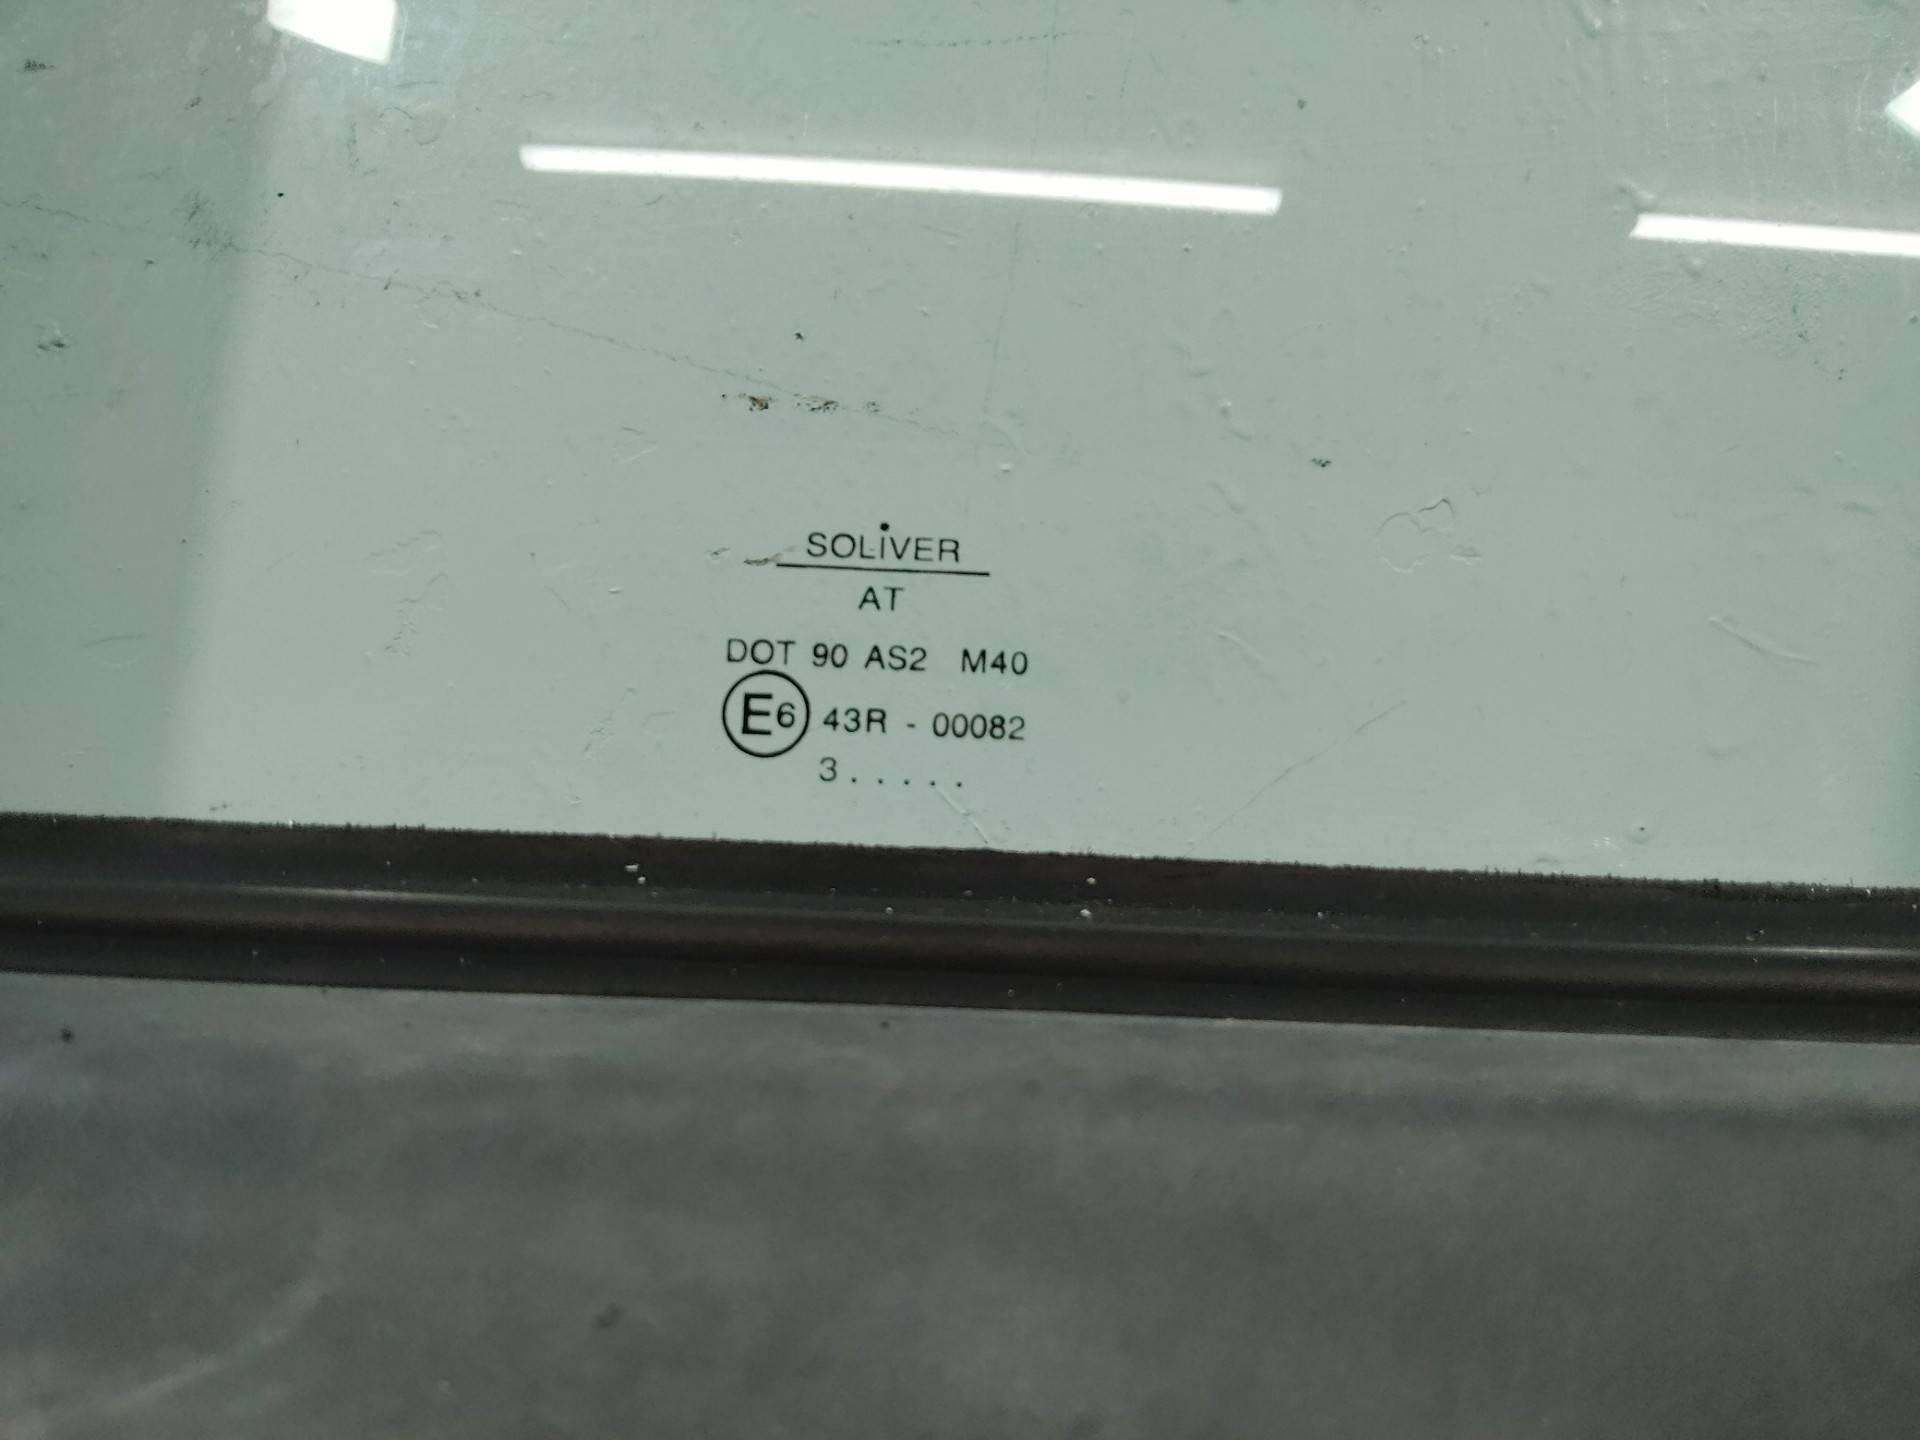 SOLiVER
AT
DOT 90 AS2 M40
E6 43R - 00082
3.....